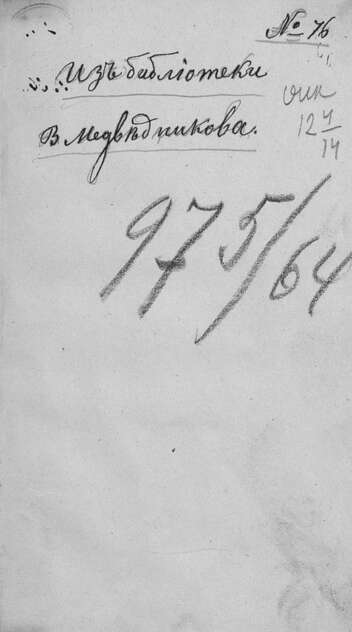 № 76
Изъ библіотеки
В Медвѣдникова.
12 4/14
975/64